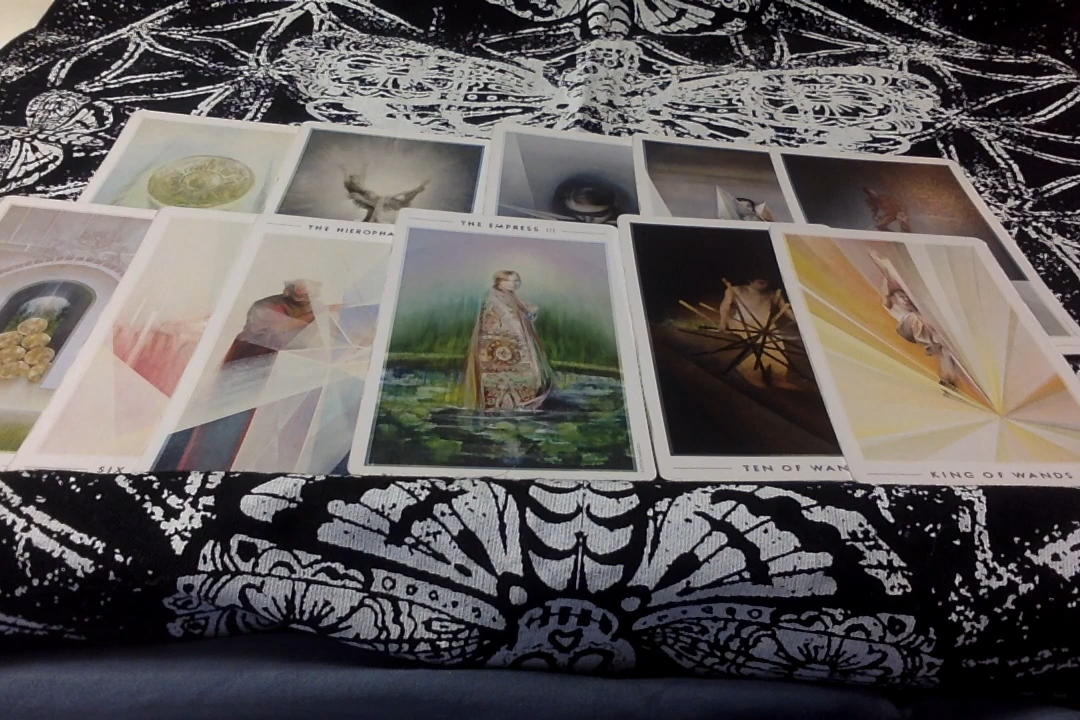 THE HIEROPHA
THE EMPRESS III
SIX
TEN OF WAN
KING OF WANDS